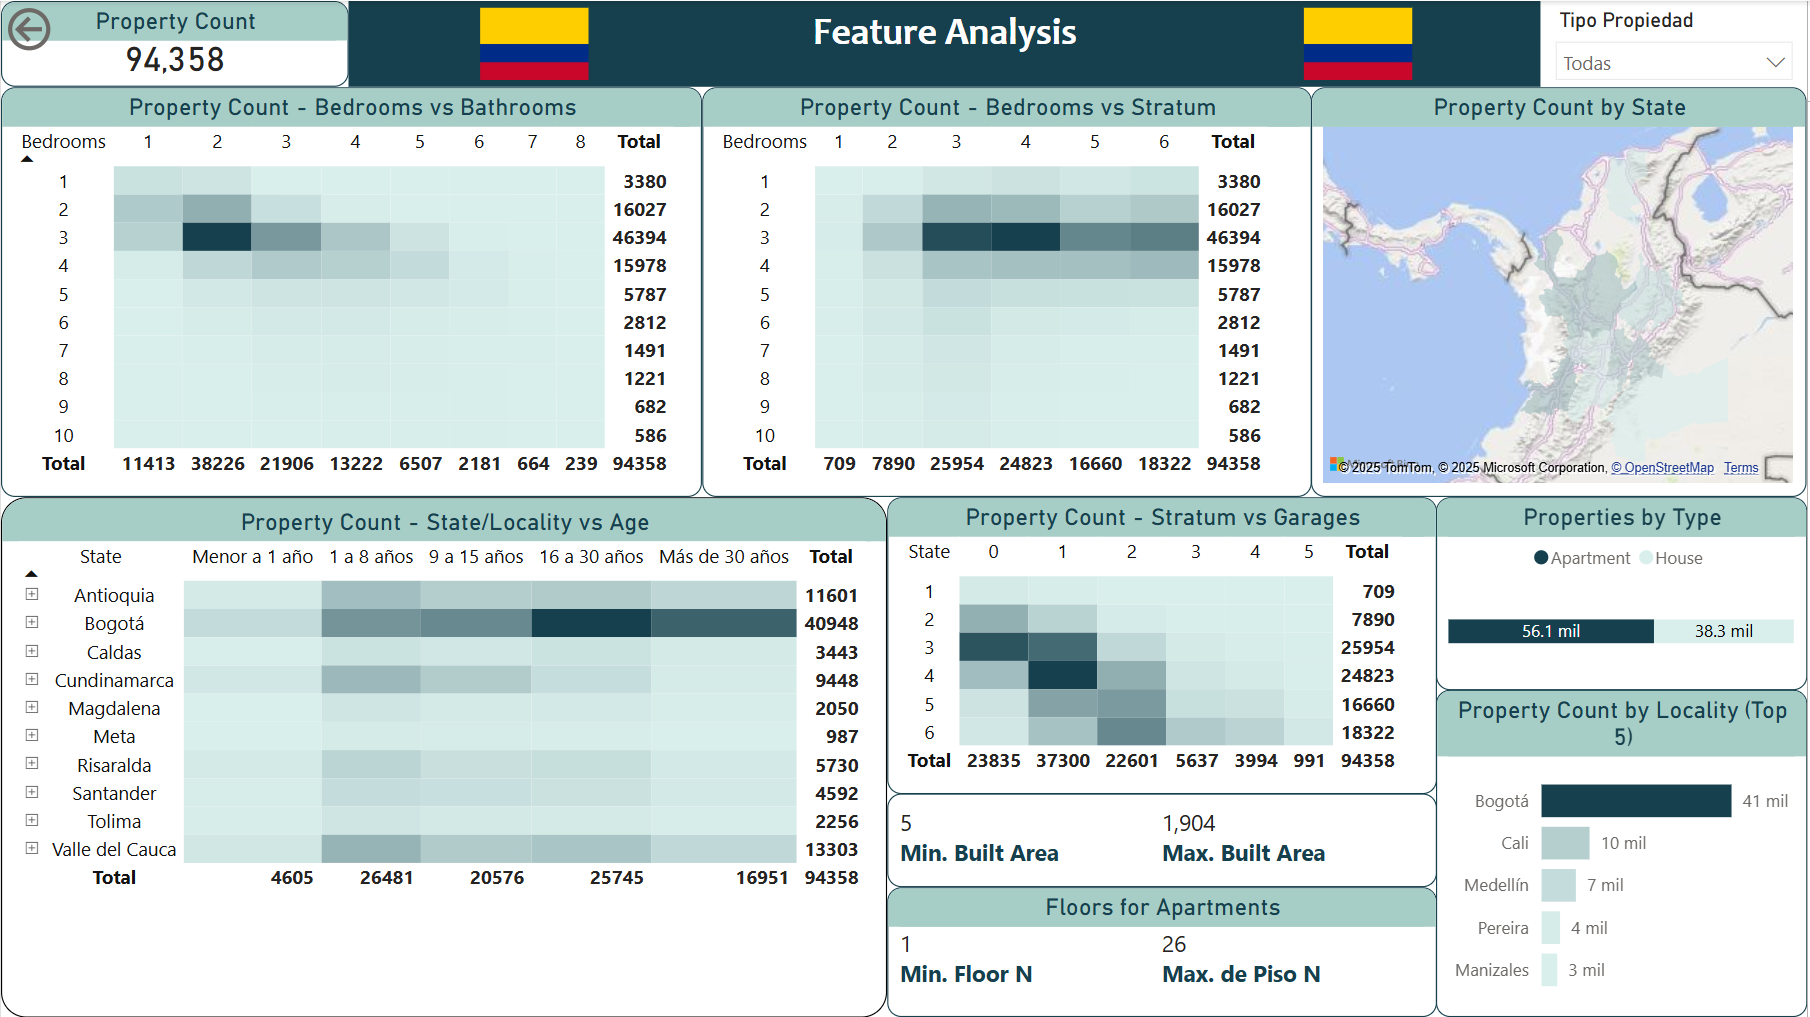 Property Count
94,358
Feature Analysis
Tipo Propiedad
Todas
Property Count - Bedrooms vs Bathrooms
Bedrooms 1 2 3 4 5 6 7 8 Total
1 3380
2 16027
3 46394
4 15978
5 5787
6 2812
7 1491
8 1221
9 682
10 586
Total 11413 38226 21906 13222 6507 2181 664 239 94358
Property Count - Bedrooms vs Stratum
Bedrooms 1 2 3 4 5 6 Total
1 3380
2 16027
3 46394
4 15978
5 5787
6 2812
7 1491
8 1221
9 682
10 586
Total 709 7890 25954 24823 16660 18322 94358
Property Count by State
© 2025 TomTom, © 2025 Microsoft Corporation, © OpenStreetMap Terms
Property Count - State/Locality vs Age
State Menor a 1 año 1 a 8 años 9 a 15 años 16 a 30 años Más de 30 años Total
Antioquia 11601
Bogotá 40948
Caldas 3443
Cundinamarca 9448
Magdalena 2050
Meta 987
Risaralda 5730
Santander 4592
Tolima 2256
Valle del Cauca 13303
Total 4605 26481 20576 25745 16951 94358
Property Count - Stratum vs Garages
State 0 1 2 3 4 5 Total
1 709
2 7890
3 25954
4 24823
5 16660
6 18322
Total 23835 37300 22601 5637 3994 991 94358
5 1,904
Min. Built Area Max. Built Area
Floors for Apartments
1 26
Min. Floor N Max. de Piso N
Properties by Type
Apartment House
56.1 mil 38.3 mil
Property Count by Locality (Top
5)
Bogotá 41 mil
Cali 10 mil
Medellín 7 mil
Pereira 4 mil
Manizales 3 mil